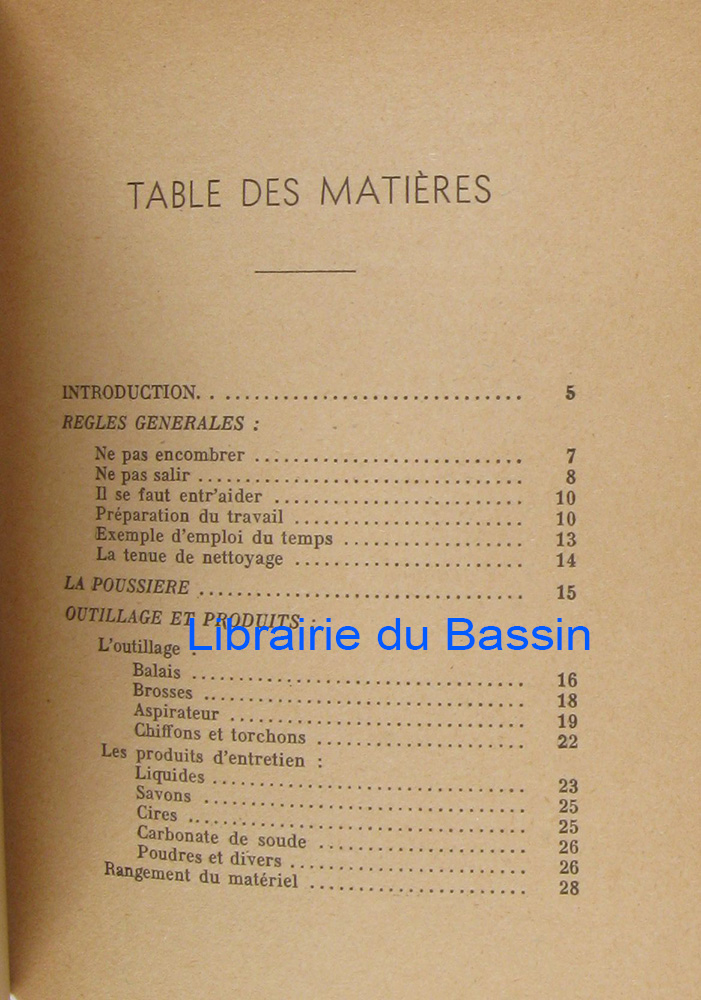 TABLE DES MATIÈRES
INTRODUCTION. . . . . . . . . . . . . . . . . . . . . . . . . . . . . . . . 5
REGLES GENERALES :
Ne pas encombrer . . . . . . . . . . . . . . . . . . . . . . . . . . . 7
Ne pas salir . . . . . . . . . . . . . . . . . . . . . . . . . . . . . . . . . 8
Il se faut entr'aider . . . . . . . . . . . . . . . . . . . . . . . . . 10
Préparation du travail . . . . . . . . . . . . . . . . . . . . . . . 10
Exemple d'emploi du temps . . . . . . . . . . . . . . . . . . 13
La tenue de nettoyage . . . . . . . . . . . . . . . . . . . . . . . 14
LA POUSSIERE . . . . . . . . . . . . . . . . . . . . . . . . . . . . . . . . . 15
OUTILLAGE ET PRODUITS :
Librairie du Bassin
L'outillage :
Balais . . . . . . . . . . . . . . . . . . . . . . . . . . . . . . . . . . 16
Brosses . . . . . . . . . . . . . . . . . . . . . . . . . . . . . . . . 18
Aspirateur . . . . . . . . . . . . . . . . . . . . . . . . . . . . . 19
Chiffons et torchons . . . . . . . . . . . . . . . . . . . . . 22
Les produits d'entretien :
Liquides . . . . . . . . . . . . . . . . . . . . . . . . . . . . . . . 23
Savons . . . . . . . . . . . . . . . . . . . . . . . . . . . . . . . . 25
Cires . . . . . . . . . . . . . . . . . . . . . . . . . . . . . . . . . . 25
Carbonate de soude . . . . . . . . . . . . . . . . . . . . . 26
Poudres et divers . . . . . . . . . . . . . . . . . . . . . . . 26
Rangement du matériel . . . . . . . . . . . . . . . . . . . . . . 28